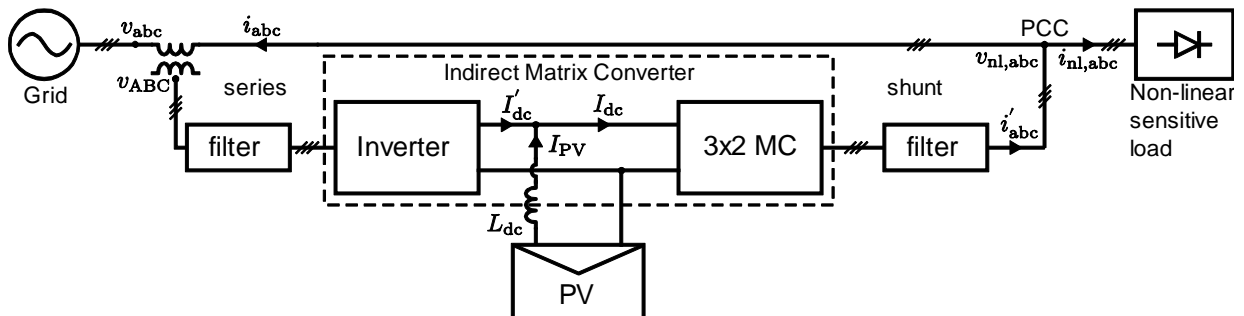 v_abc
i_abc
PCC
v_nl,abc
i_nl,abc
Indirect Matrix Converter
v_ABC
series
shunt
Grid
Non-linear
sensitive
load
I'_dc
I_dc
i'_abc
filter
Inverter
I_PV
3x2 MC
filter
L_dc
PV